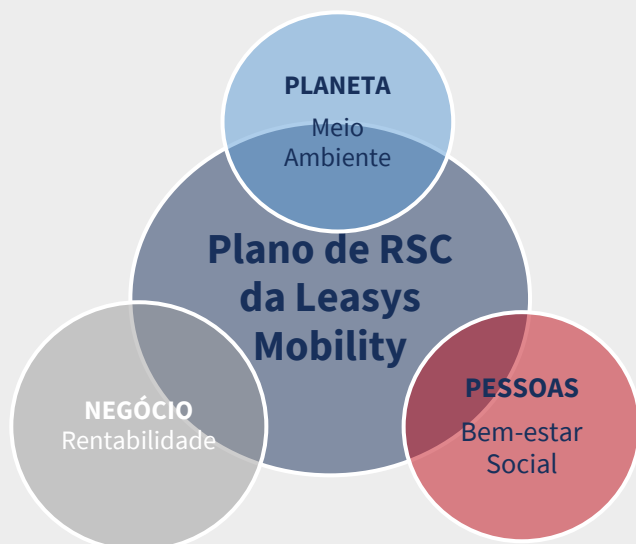 PLANETA
Meio
Ambiente
Plano de RSC
da Leasys
Mobility
NEGÓCIO
Rentabilidade
PESSOAS
Bem-estar
Social